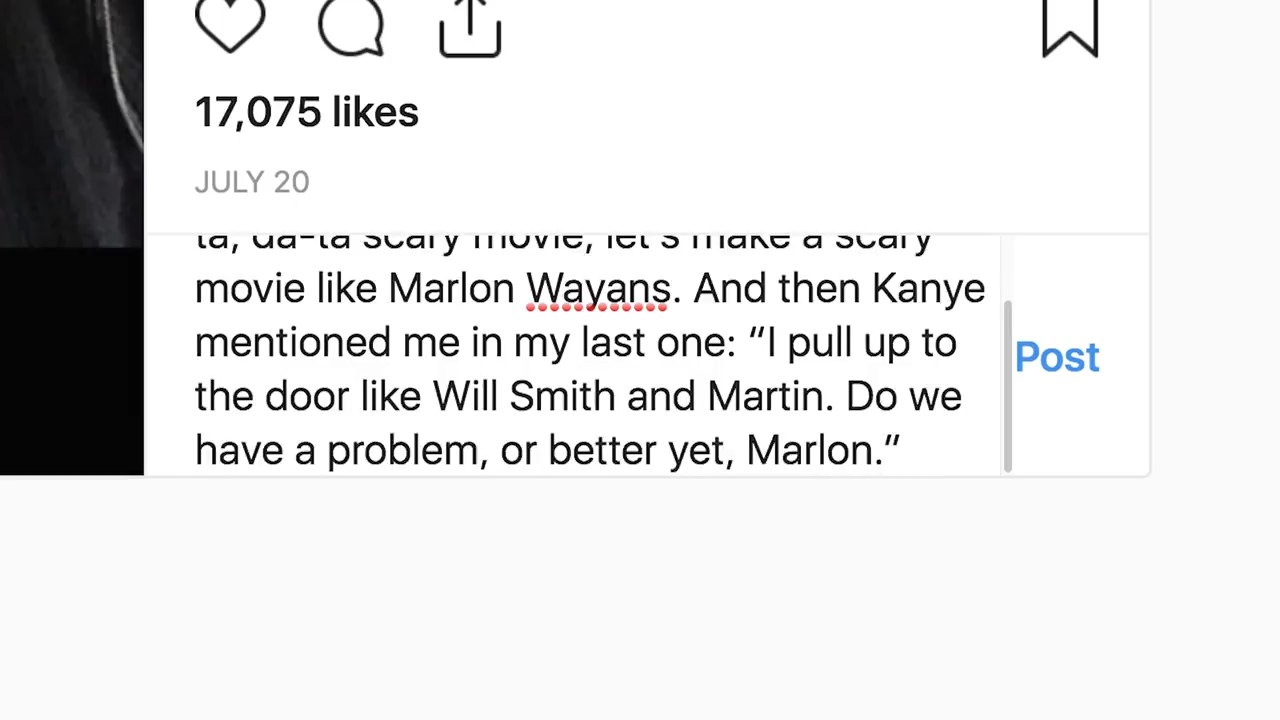 17,075 likes
JULY 20
ta, da-ta scary movie, let's make a scary
movie like Marlon Wayans. And then Kanye
mentioned me in my last one: “I pull up to
the door like Will Smith and Martin. Do we
have a problem, or better yet, Marlon.”
Post